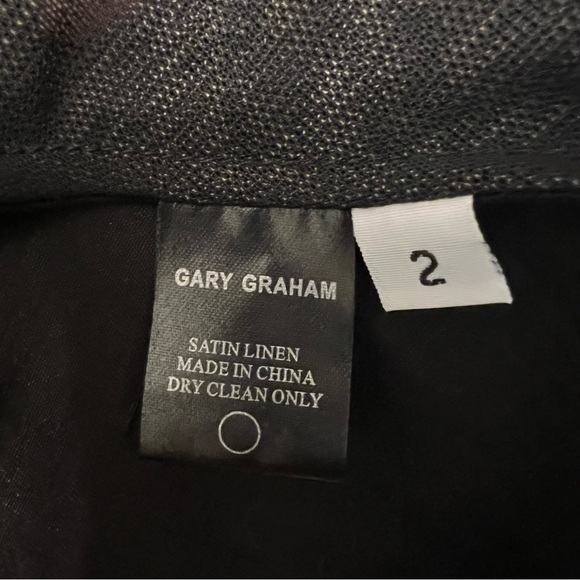 GARY GRAHAM
2
SATIN LINEN
MADE IN CHINA
DRY CLEAN ONLY